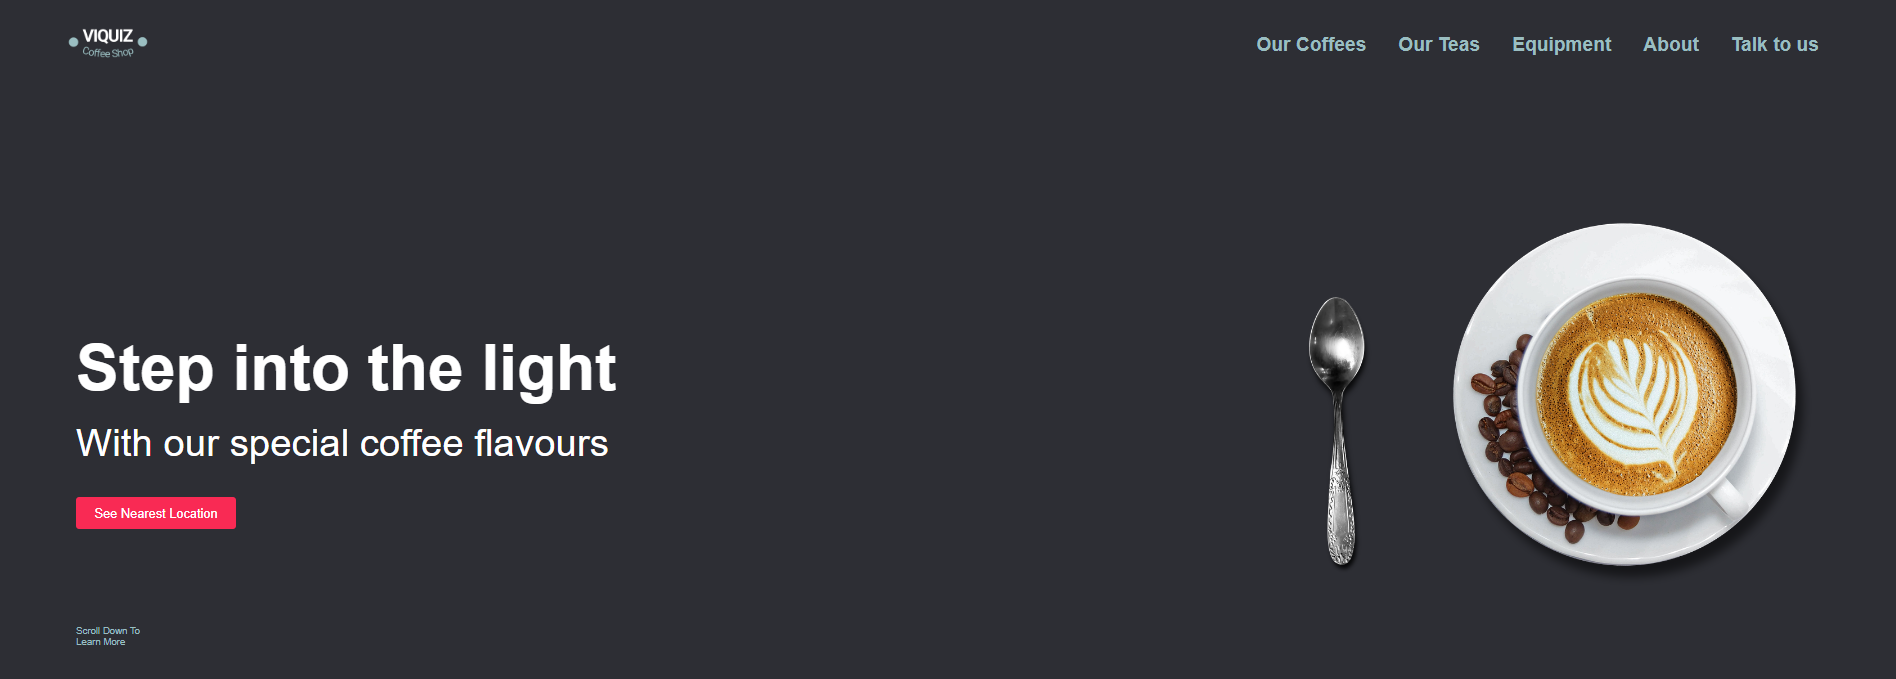 VIQUIZ
Coffee Shop
Our Coffees Our Teas Equipment About Talk to us
Step into the light
With our special coffee flavours
See Nearest Location
Scroll Down To
Learn More